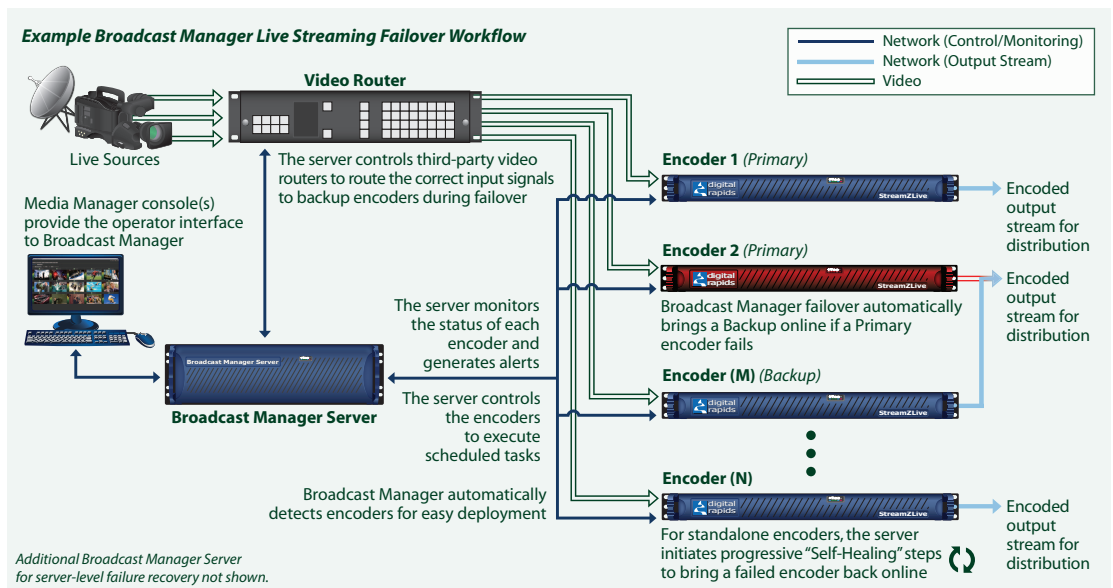 Example Broadcast Manager Live Streaming Failover Workflow
Network (Control/Monitoring)
Network (Output Stream)
Video
Video Router
Live Sources
The server controls third-party video
routers to route the correct input signals
to backup encoders during failover
Media Manager console(s)
provide the operator interface
to Broadcast Manager
Broadcast Manager Server
Broadcast Manager Server
The server monitors
the status of each
encoder and
generates alerts
The server controls
the encoders
to execute
scheduled tasks
Broadcast Manager automatically
detects encoders for easy deployment
Encoder 1 (Primary)
digital
rapids
StreamZLive
Encoded
output
stream for
distribution
Encoder 2 (Primary)
digital
rapids
StreamZLive
Encoded
output
stream for
distribution
Broadcast Manager failover automatically
brings a Backup online if a Primary
encoder fails
Encoder (M) (Backup)
digital
rapids
StreamZLive
Encoder (N)
digital
rapids
StreamZLive
Encoded
output
stream for
distribution
For standalone encoders, the server
initiates progressive “Self-Healing” steps
to bring a failed encoder back online
Additional Broadcast Manager Server
for server-level failure recovery not shown.